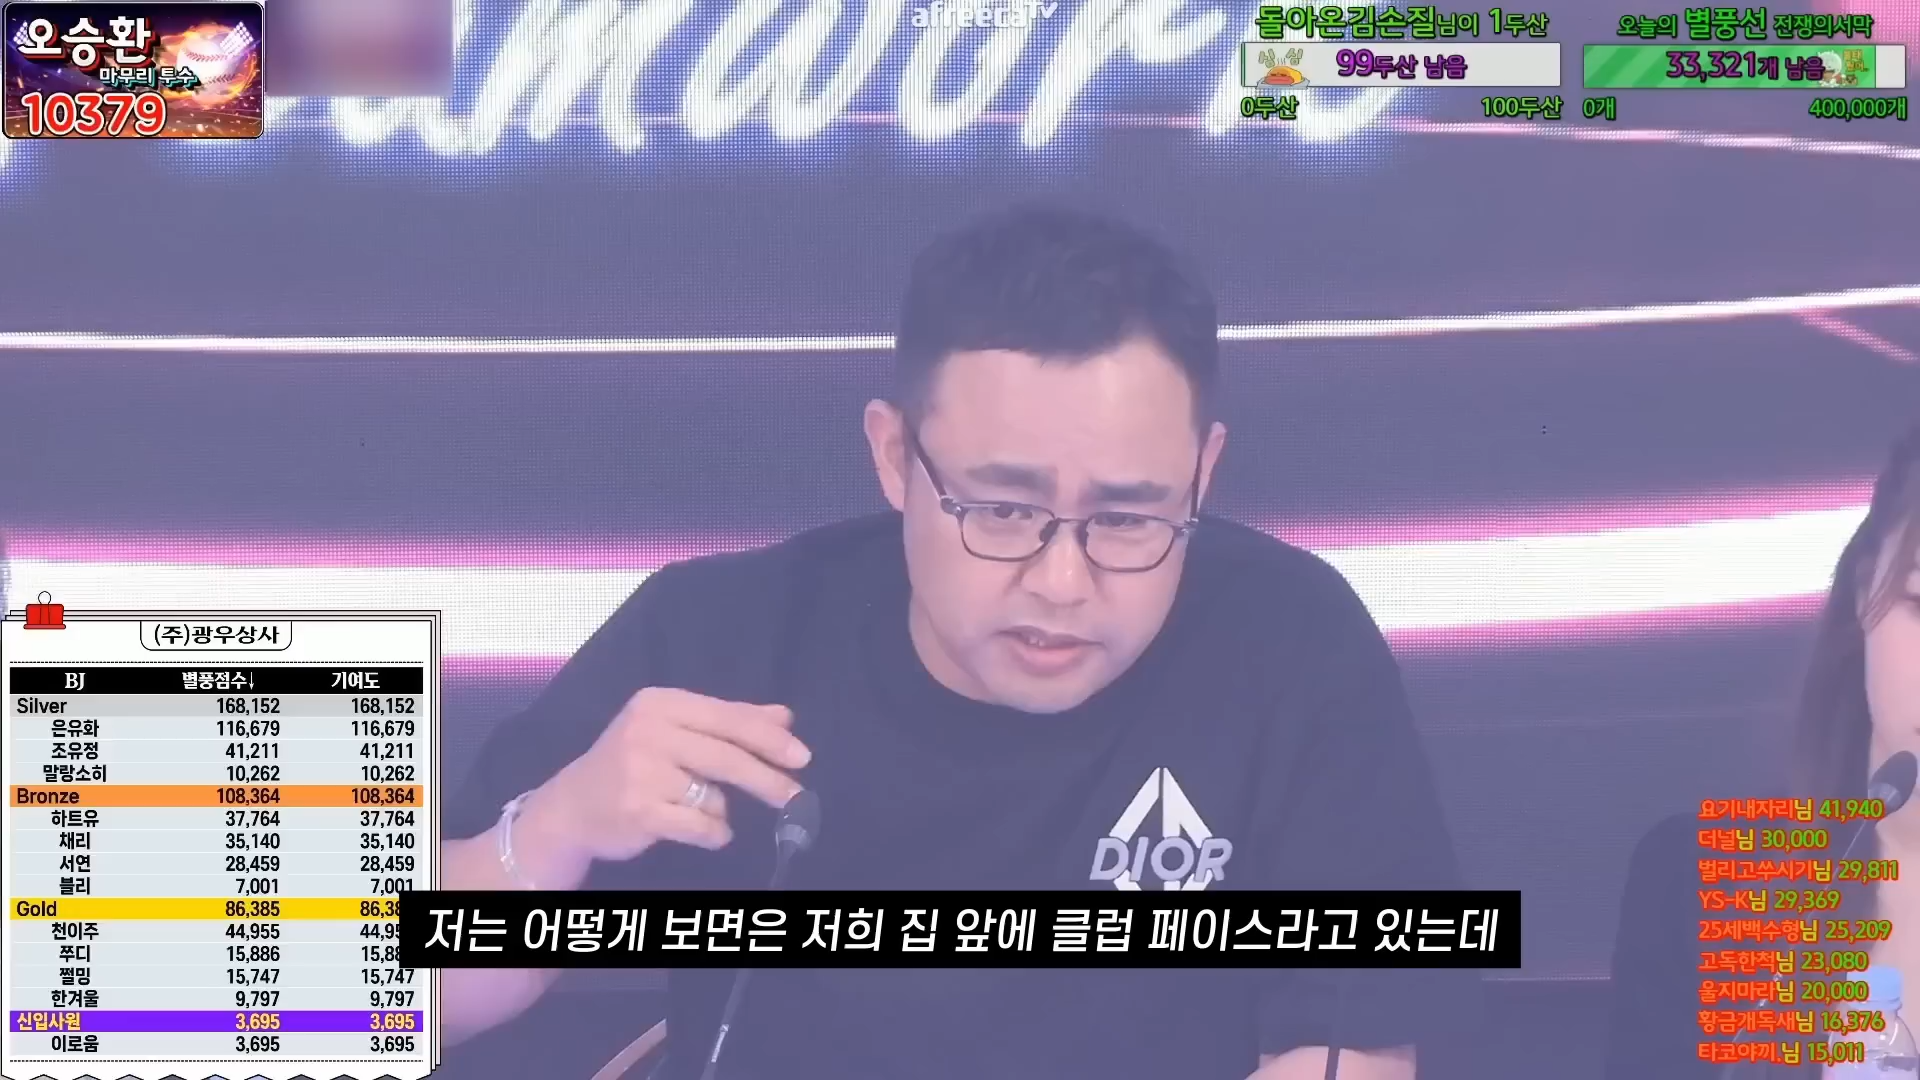 오승환
마무리 투수
10379
afreecaTV
돌아온김손질님이 1두산
상심
99두산 남음
0두산 100두산
오늘의 별풍선 전쟁의서막
33,321개 남음
0개 400,000개
(주)광우상사
BJ 별풍점수↓ 기여도
Silver 168,152 168,152
은유화 116,679 116,679
조유정 41,211 41,211
말랑소히 10,262 10,262
Bronze 108,364 108,364
하트유 37,764 37,764
채리 35,140 35,140
서연 28,459 28,459
블리 7,001 7,001
Gold 86,385 86,38
천이주 44,955 44,95
쭈디 15,886 15,88
쩔밍 15,747 15,747
한겨울 9,797 9,797
신입사원 3,695 3,695
이로움 3,695 3,695
DIOR
저는 어떻게 보면은 저희 집 앞에 클럽 페이스라고 있는데
요기내자리님 41,940
더널님 30,000
벌리고쑤시기님 29,811
YS-K님 29,369
25세백수형님 25,209
고독한척님 23,080
울지마라님 20,000
황금개독새님 16,376
타코야끼.님 15,011